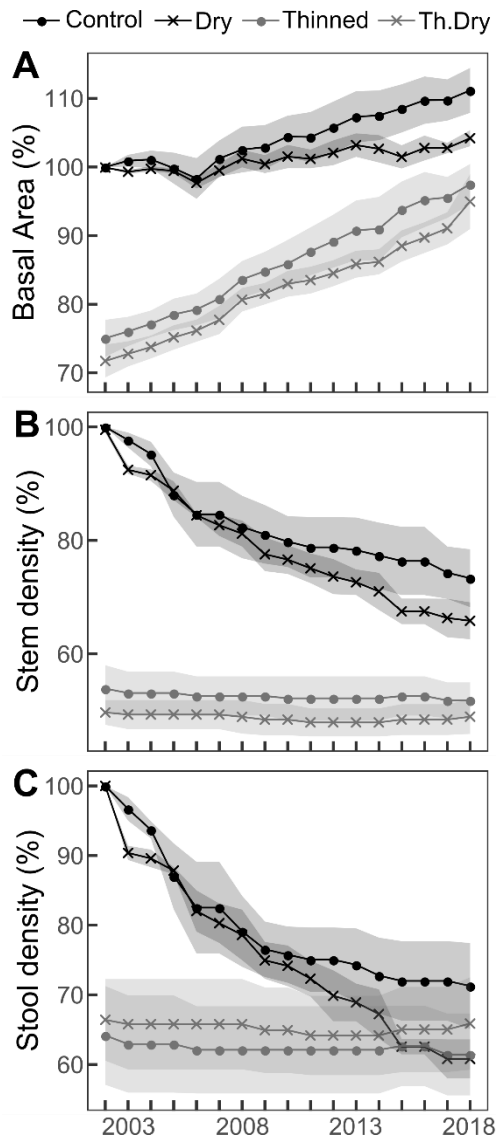 Control Dry Thinned Th.Dry
A
Basal Area (%)
110
100
90
80
70
B
Stem density (%)
100
80
60
C
Stool density (%)
100
90
80
70
60
2003 2008 2013 2018